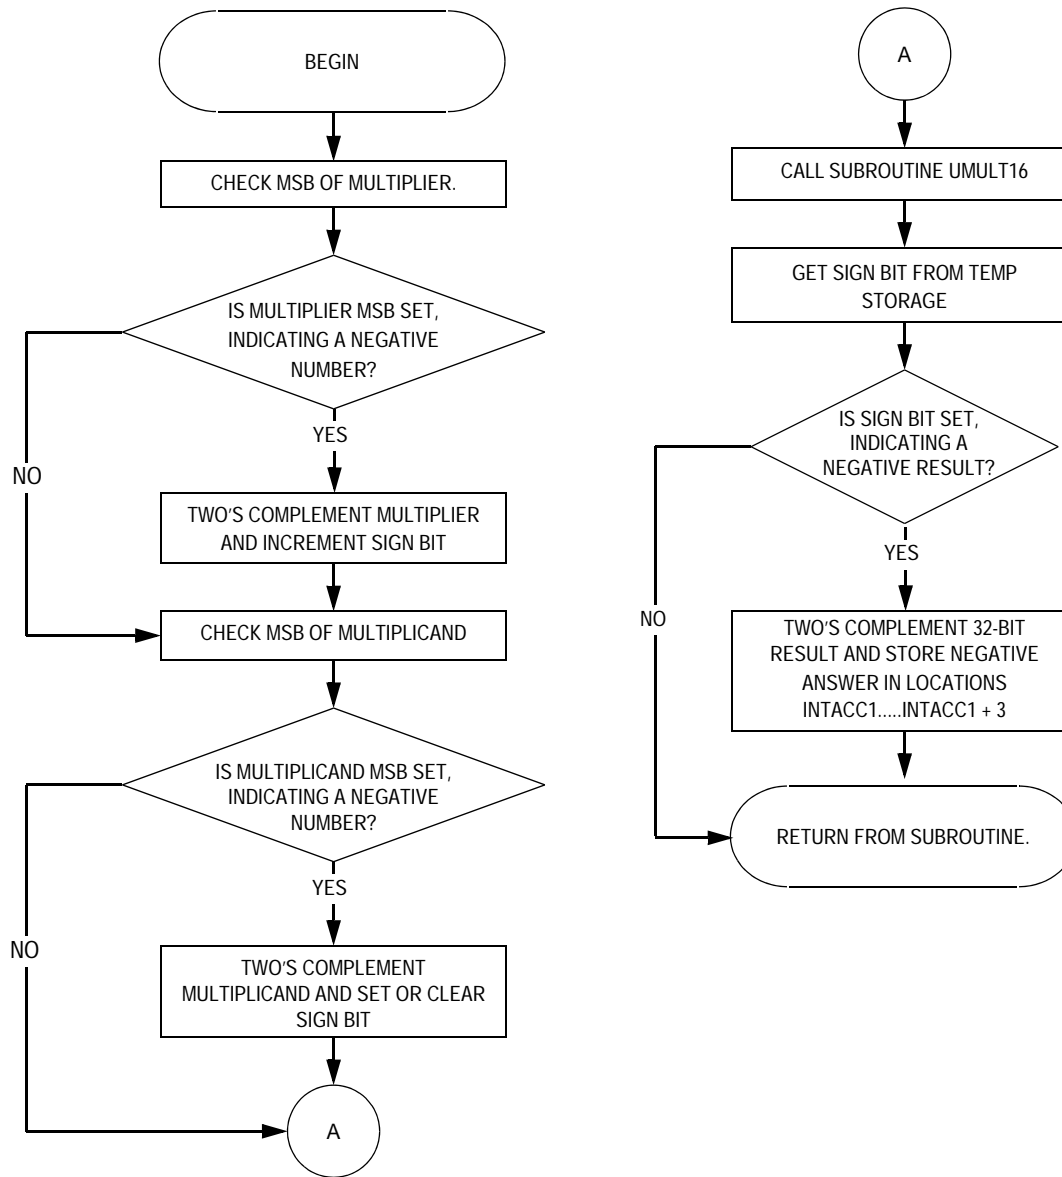 BEGIN
CHECK MSB OF MULTIPLIER.
IS MULTIPLIER MSB SET,
INDICATING A NEGATIVE
NUMBER?
YES
NO
TWO'S COMPLEMENT MULTIPLIER
AND INCREMENT SIGN BIT
CHECK MSB OF MULTIPLICAND
IS MULTIPLICAND MSB SET,
INDICATING A NEGATIVE
NUMBER?
YES
NO
TWO'S COMPLEMENT
MULTIPLICAND AND SET OR CLEAR
SIGN BIT
A
A
CALL SUBROUTINE UMULT16
GET SIGN BIT FROM TEMP
STORAGE
IS SIGN BIT SET,
INDICATING A
NEGATIVE RESULT?
YES
NO
TWO'S COMPLEMENT 32-BIT
RESULT AND STORE NEGATIVE
ANSWER IN LOCATIONS
INTACC1.....INTACC1 + 3
RETURN FROM SUBROUTINE.